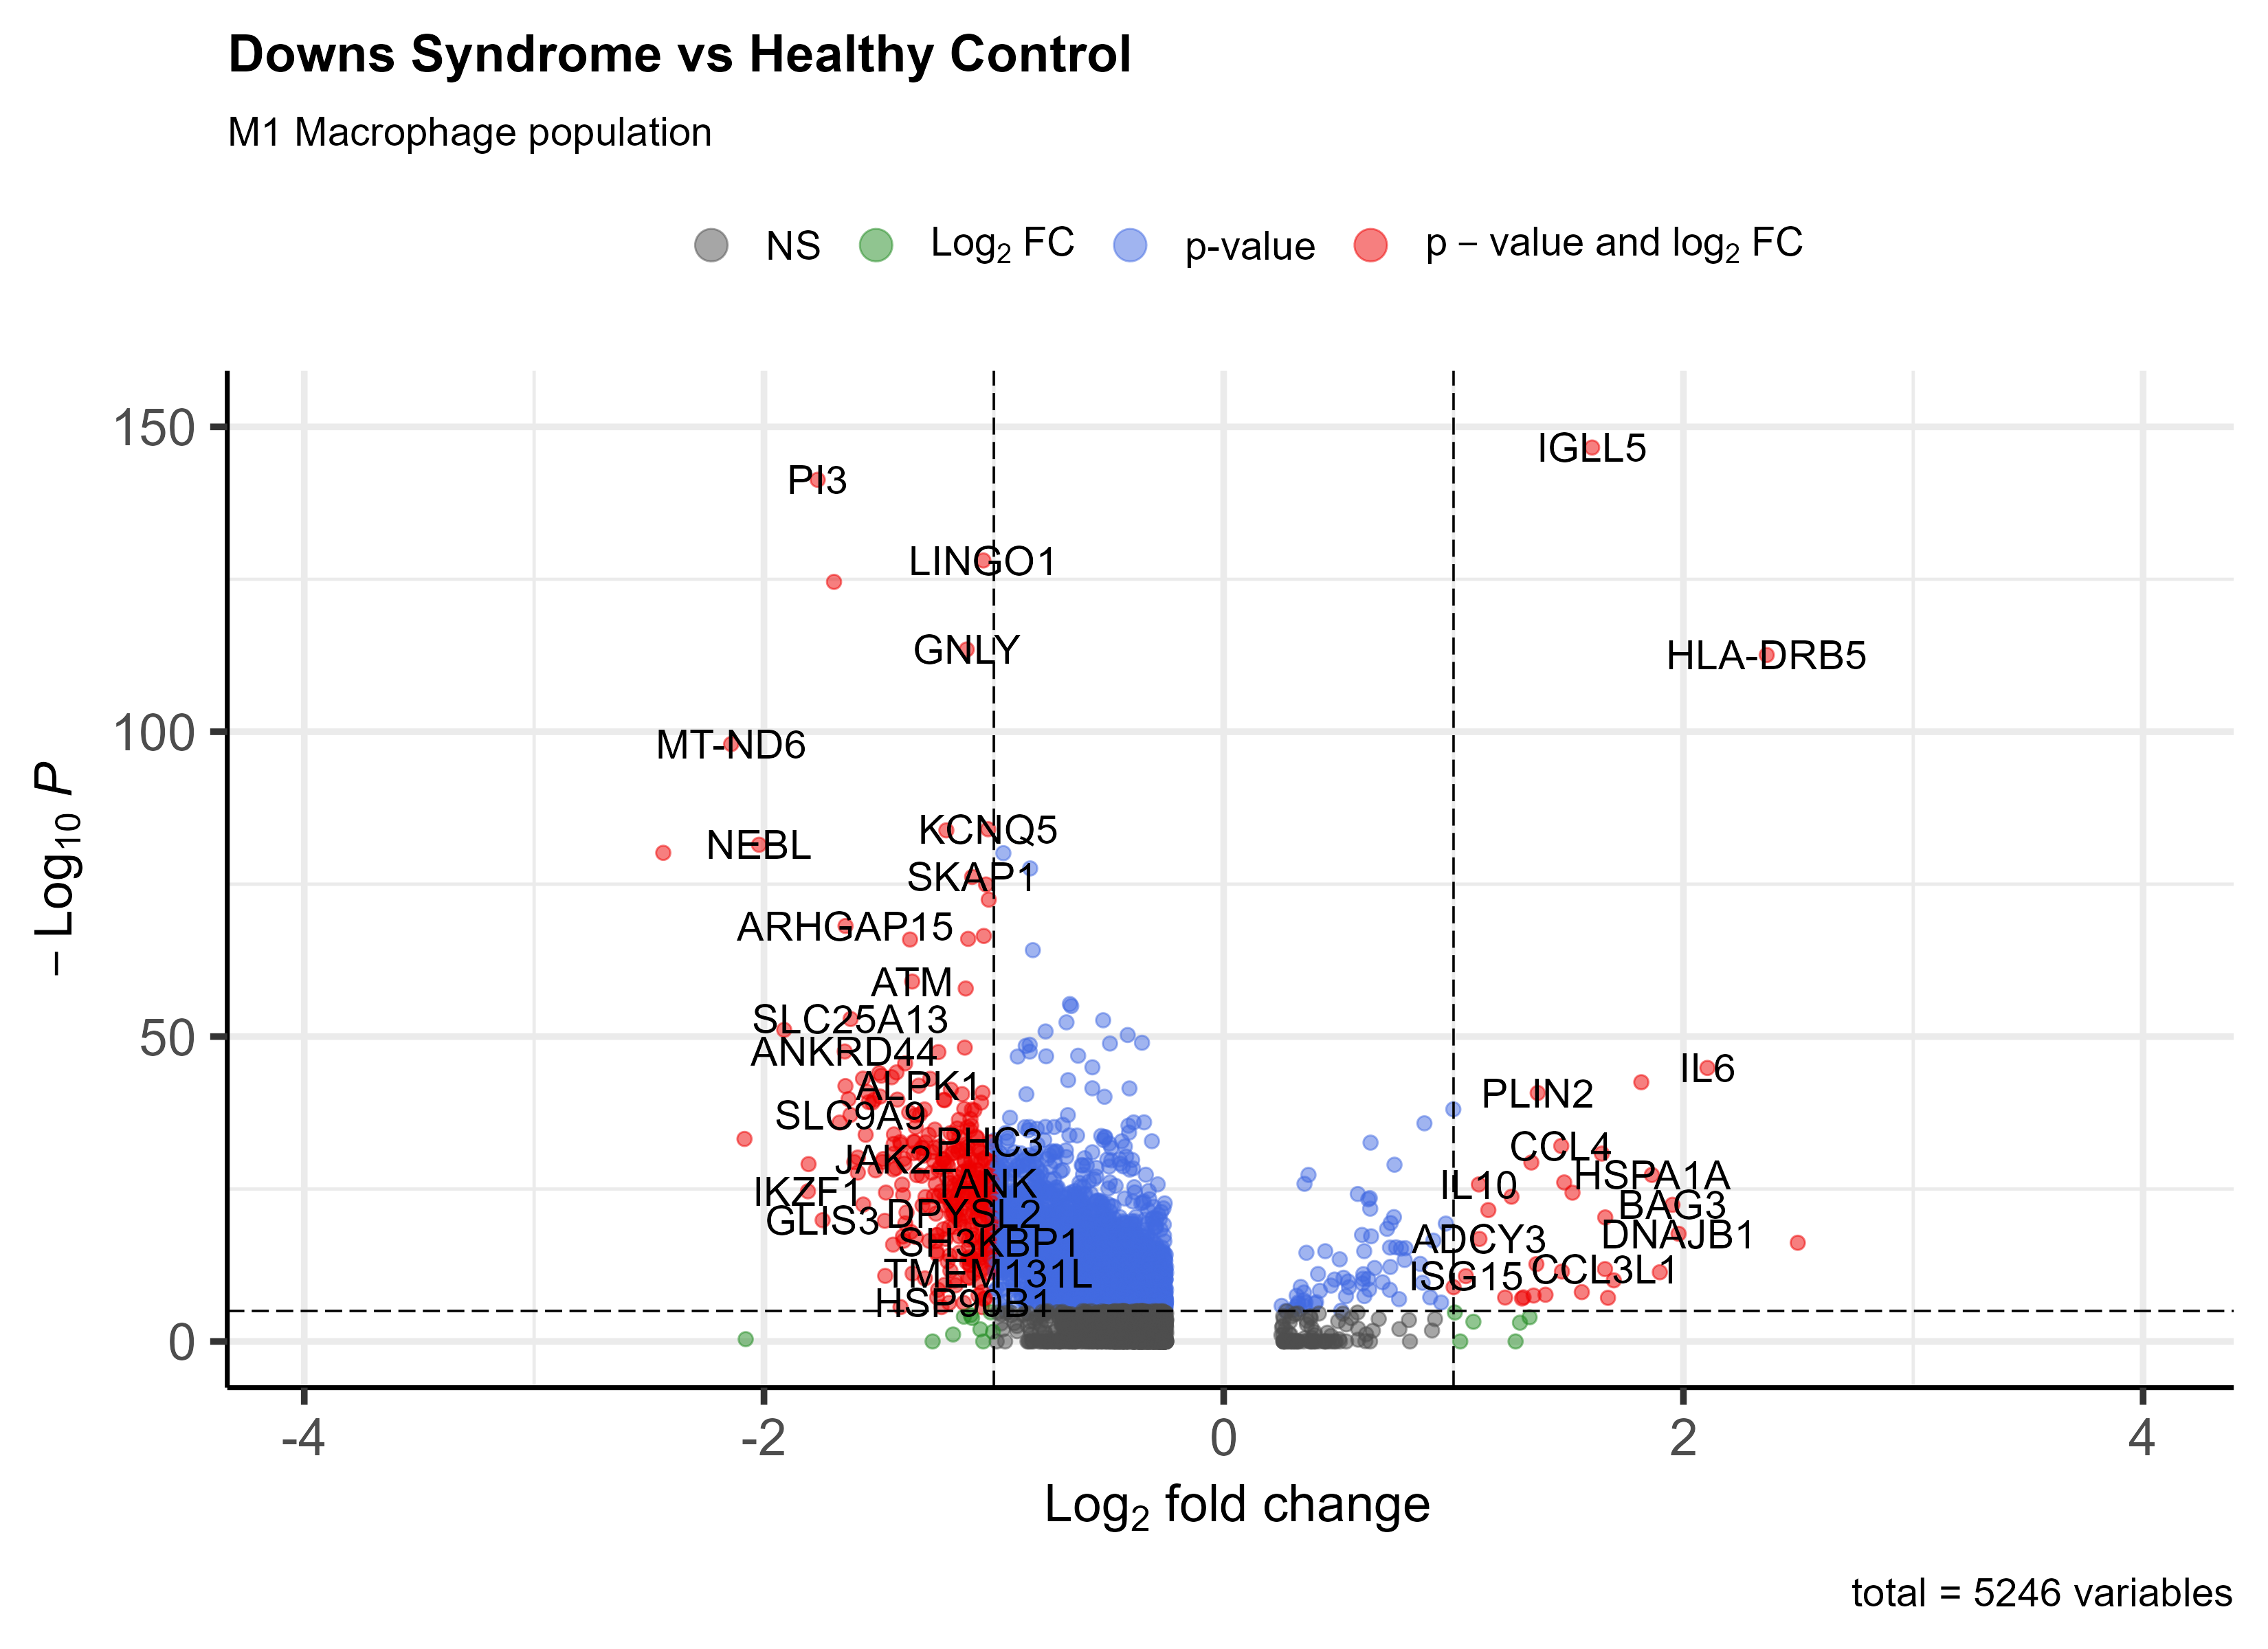 Downs Syndrome vs Healthy Control
M1 Macrophage population
NS Log2 FC p-value p − value and log2 FC
150
IGLL5
PI3
LINGO1
GNLY
HLA-DRB5
100
MT-ND6
KCNQ5
NEBL
SKAP1
ARHGAP15
ATM
SLC25A13
50
ANKRD44
IL6
ALPK1
PLIN2
SLC9A9
PHC3
CCL4
JAK2
HSPA1A
TANK
IL10
IKZF1
BAG3
DPYSL2
GLIS3
DNAJB1
ADCY3
SH3KBP1
CCL3L1
TMEM131L
ISG15
HSP90B1
0
− Log10 P
-4 -2 0 2 4
Log2 fold change
total = 5246 variables